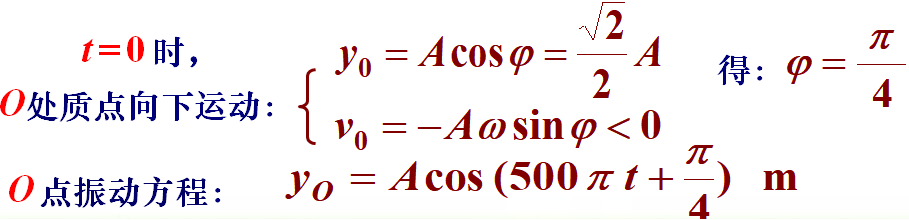 t=0 时，
O处质点向下运动：
y₀ = A cos φ = √2/2 A
v₀ = −Aω sin φ < 0
得：φ = π/4
O 点振动方程： y_O = A cos (500 π t + π/4) m